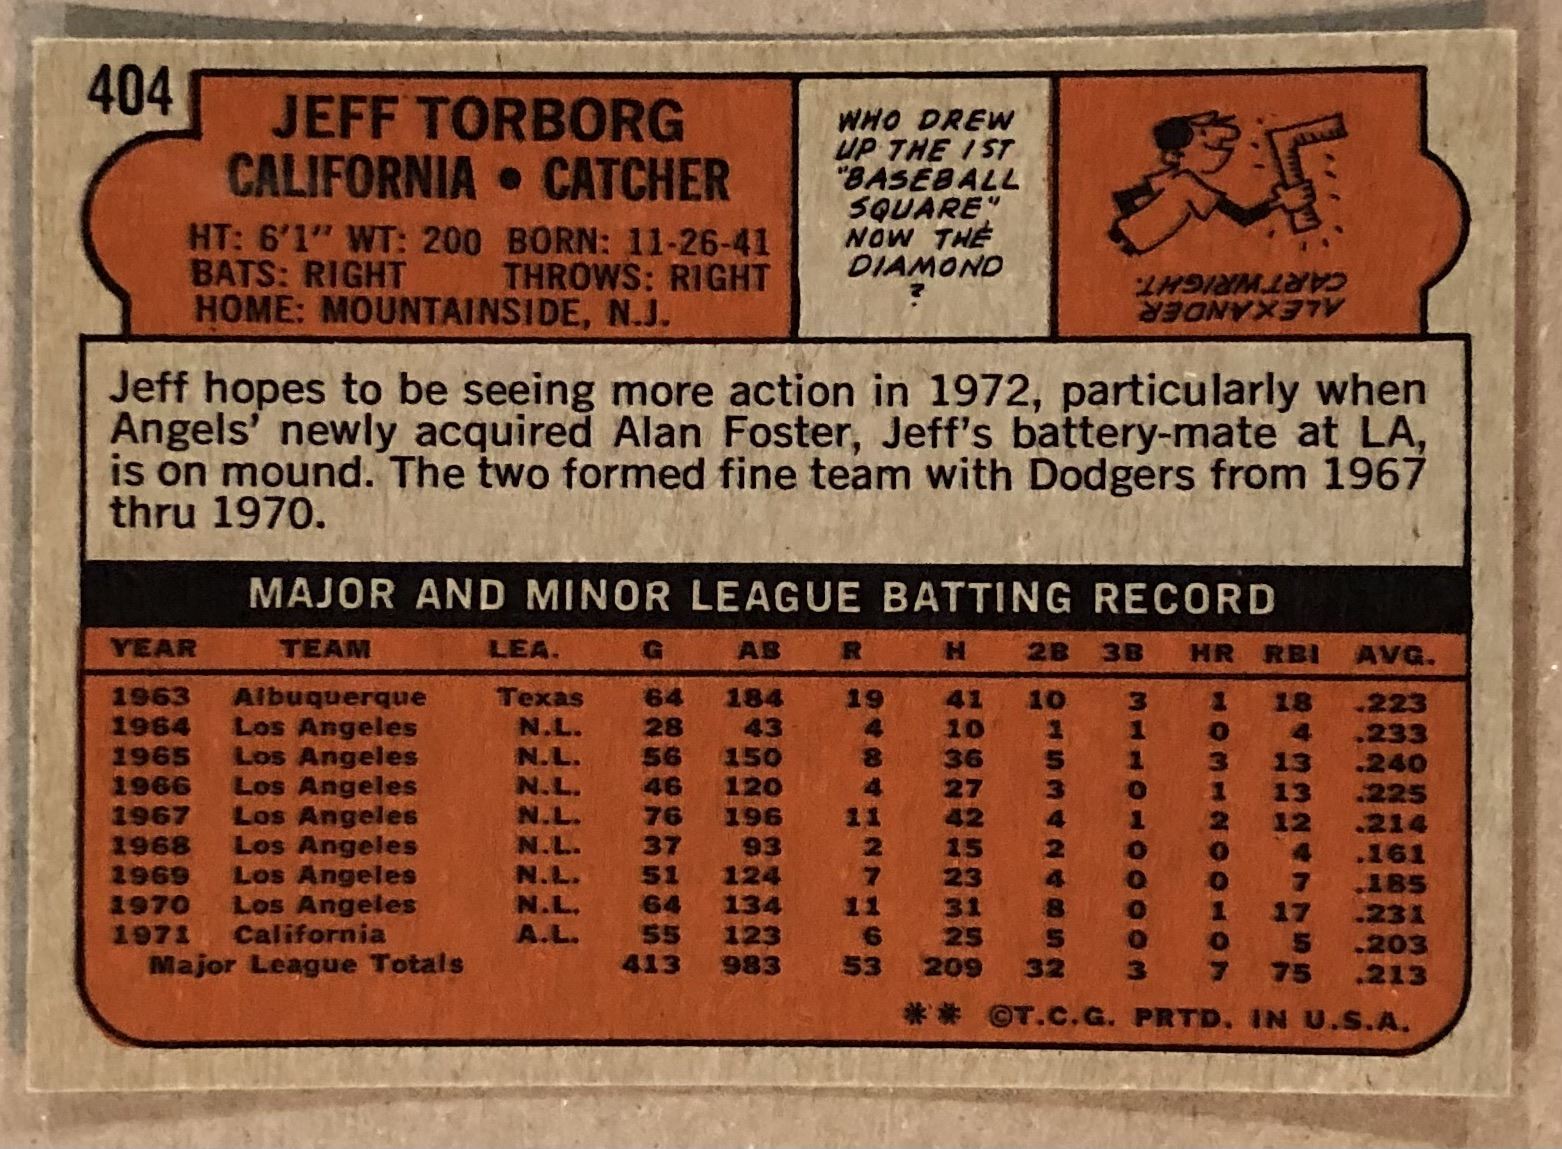 404
JEFF TORBORG
CALIFORNIA • CATCHER
HT: 6'1" WT: 200 BORN: 11-26-41
BATS: RIGHT THROWS: RIGHT
HOME: MOUNTAINSIDE, N.J.
WHO DREW
UP THE 1ST
"BASEBALL
SQUARE",
NOW THE
DIAMOND
?
ALEXANDER
CARTWRIGHT.
Jeff hopes to be seeing more action in 1972, particularly when
Angels' newly acquired Alan Foster, Jeff's battery-mate at LA,
is on mound. The two formed fine team with Dodgers from 1967
thru 1970.
MAJOR AND MINOR LEAGUE BATTING RECORD
YEAR TEAM LEA. G AB R H 2B 3B HR RBI AVG.
1963 Albuquerque Texas 64 184 19 41 10 3 1 18 .223
1964 Los Angeles N.L. 28 43 4 10 1 1 0 4 .233
1965 Los Angeles N.L. 56 150 8 36 5 1 3 13 .240
1966 Los Angeles N.L. 46 120 4 27 3 0 1 13 .225
1967 Los Angeles N.L. 76 196 11 42 4 1 2 12 .214
1968 Los Angeles N.L. 37 93 2 15 2 0 0 4 .161
1969 Los Angeles N.L. 51 124 7 23 4 0 0 7 .185
1970 Los Angeles N.L. 64 134 11 31 8 0 1 17 .231
1971 California A.L. 55 123 6 25 5 0 0 5 .203
Major League Totals 413 983 53 209 32 3 7 75 .213
** ©T.C.G. PRTD. IN U.S.A.